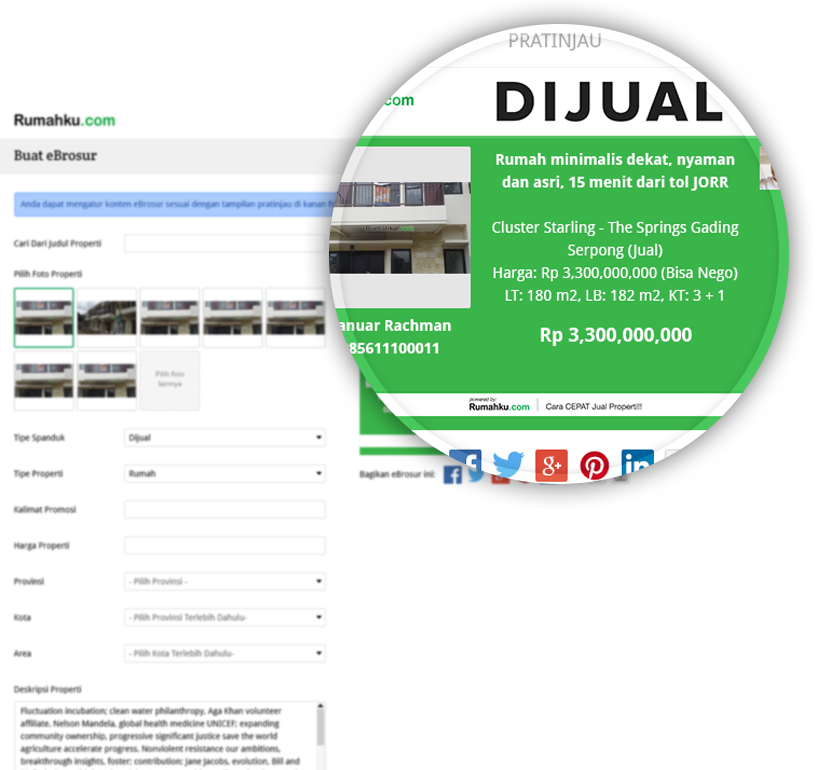 PRATINJAU
.com
DIJUAL
Rumahku.com
Buat eBrosur
Anda dapat mengatur konten eBrosur sesuai dengan tampilan pratinjau di kanan
Cari Dari Judul Properti
Pilih Foto Properti
Pilih foto
lainnya
Tipe Spanduk
Dijual
Tipe Properti
Rumah
Kalimat Promosi
Harga Properti
Provinsi
- Pilih Provinsi -
Kota
- Pilih Provinsi Terlebih Dahulu-
Area
- Pilih Kota Terlebih Dahulu-
Deskripsi Properti
Fluctuation incubation; clean water philanthropy, Aga Khan volunteer
affiliate. Nelson Mandela, global health medicine UNICEF; expanding
community ownership, progressive significant justice save the world
agriculture accelerate progress. Nonviolent resistance our ambitions,
breakthrough insights, foster; contribution; Jane Jacobs, evolution, Bill and
Rumah minimalis dekat, nyaman
dan asri, 15 menit dari tol JORR
Cluster Starling - The Springs Gading
Serpong (Jual)
Harga: Rp 3,300,000,000 (Bisa Nego)
LT: 180 m2, LB: 182 m2, KT: 3 + 1
Rp 3,300,000,000
Rumahku.com
anuar Rachman
85611100011
powered by:
Rumahku.com
Cara CEPAT Jual Properti!!
Bagikan eBrosur ini: